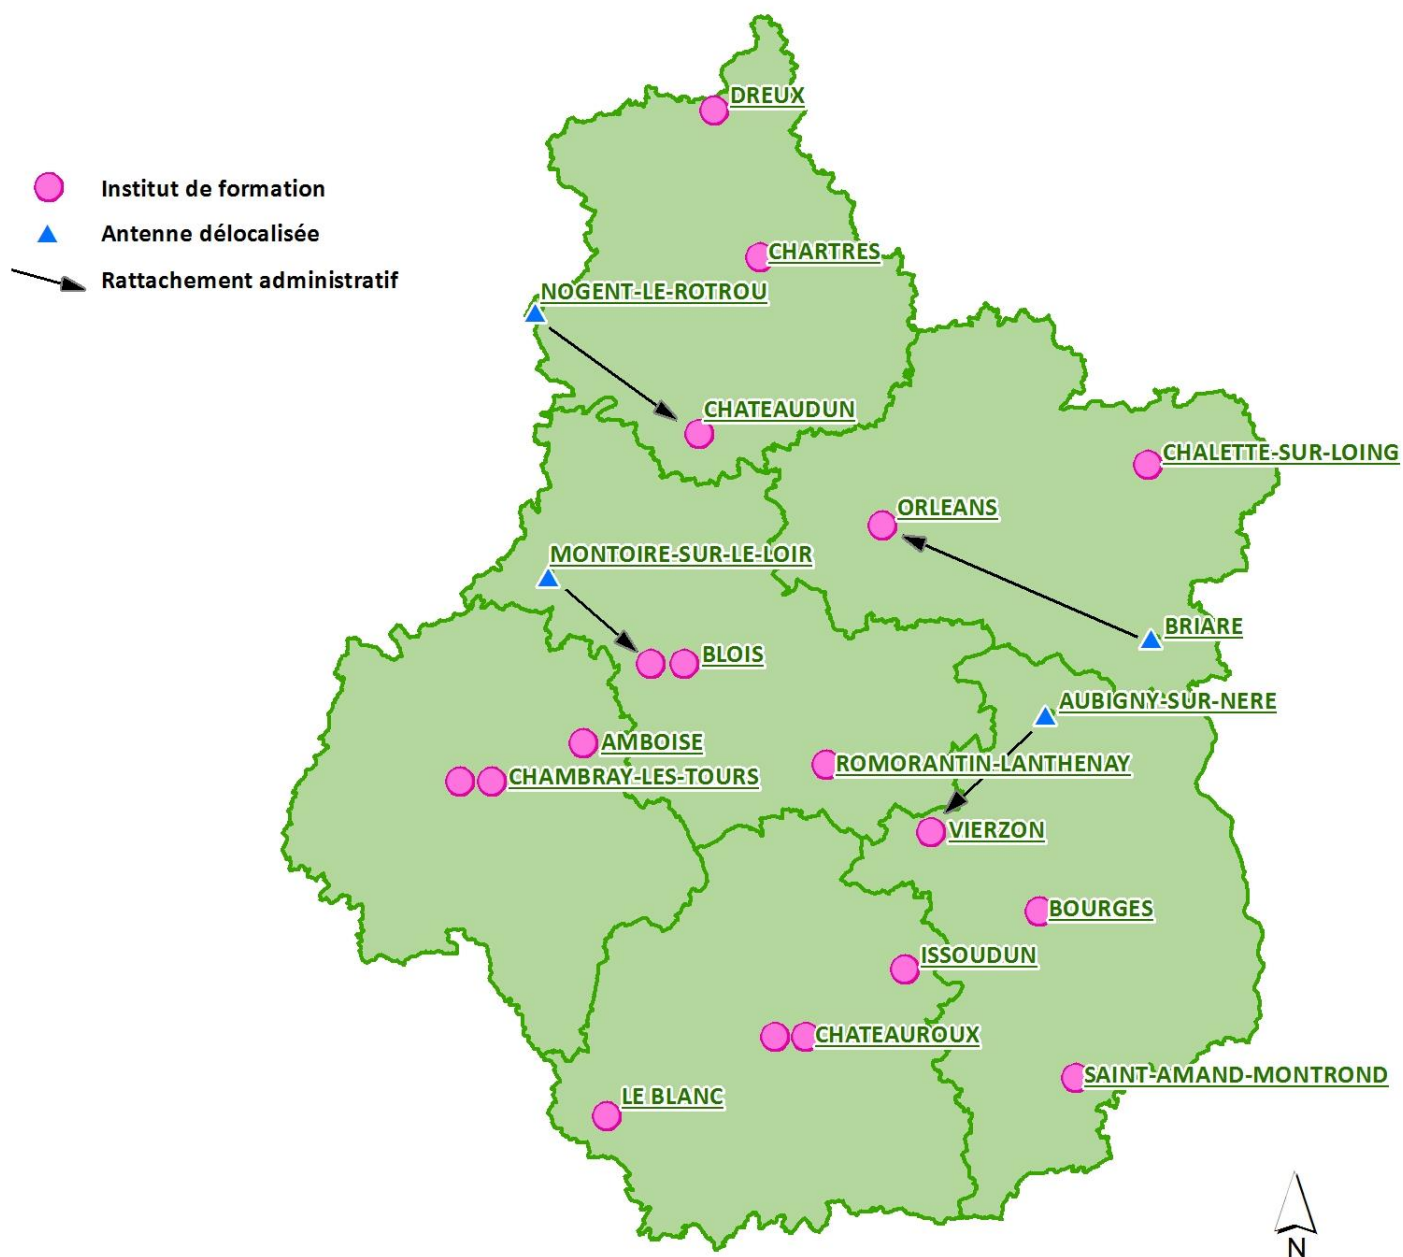 DREUX
Institut de formation
Antenne délocalisée
CHARTRES
Rattachement administratif
NOGENT-LE-ROTROU
CHATEAUDUN
CHALETTE-SUR-LOING
ORLEANS
MONTOIRE-SUR-LE-LOIR
BRIARE
BLOIS
AUBIGNY-SUR-NERE
AMBOISE
ROMORANTIN-LANTHENAY
CHAMBRAY-LES-TOURS
VIERZON
BOURGES
ISSOUDUN
CHATEAUROUX
SAINT-AMAND-MONTROND
LE BLANC
N